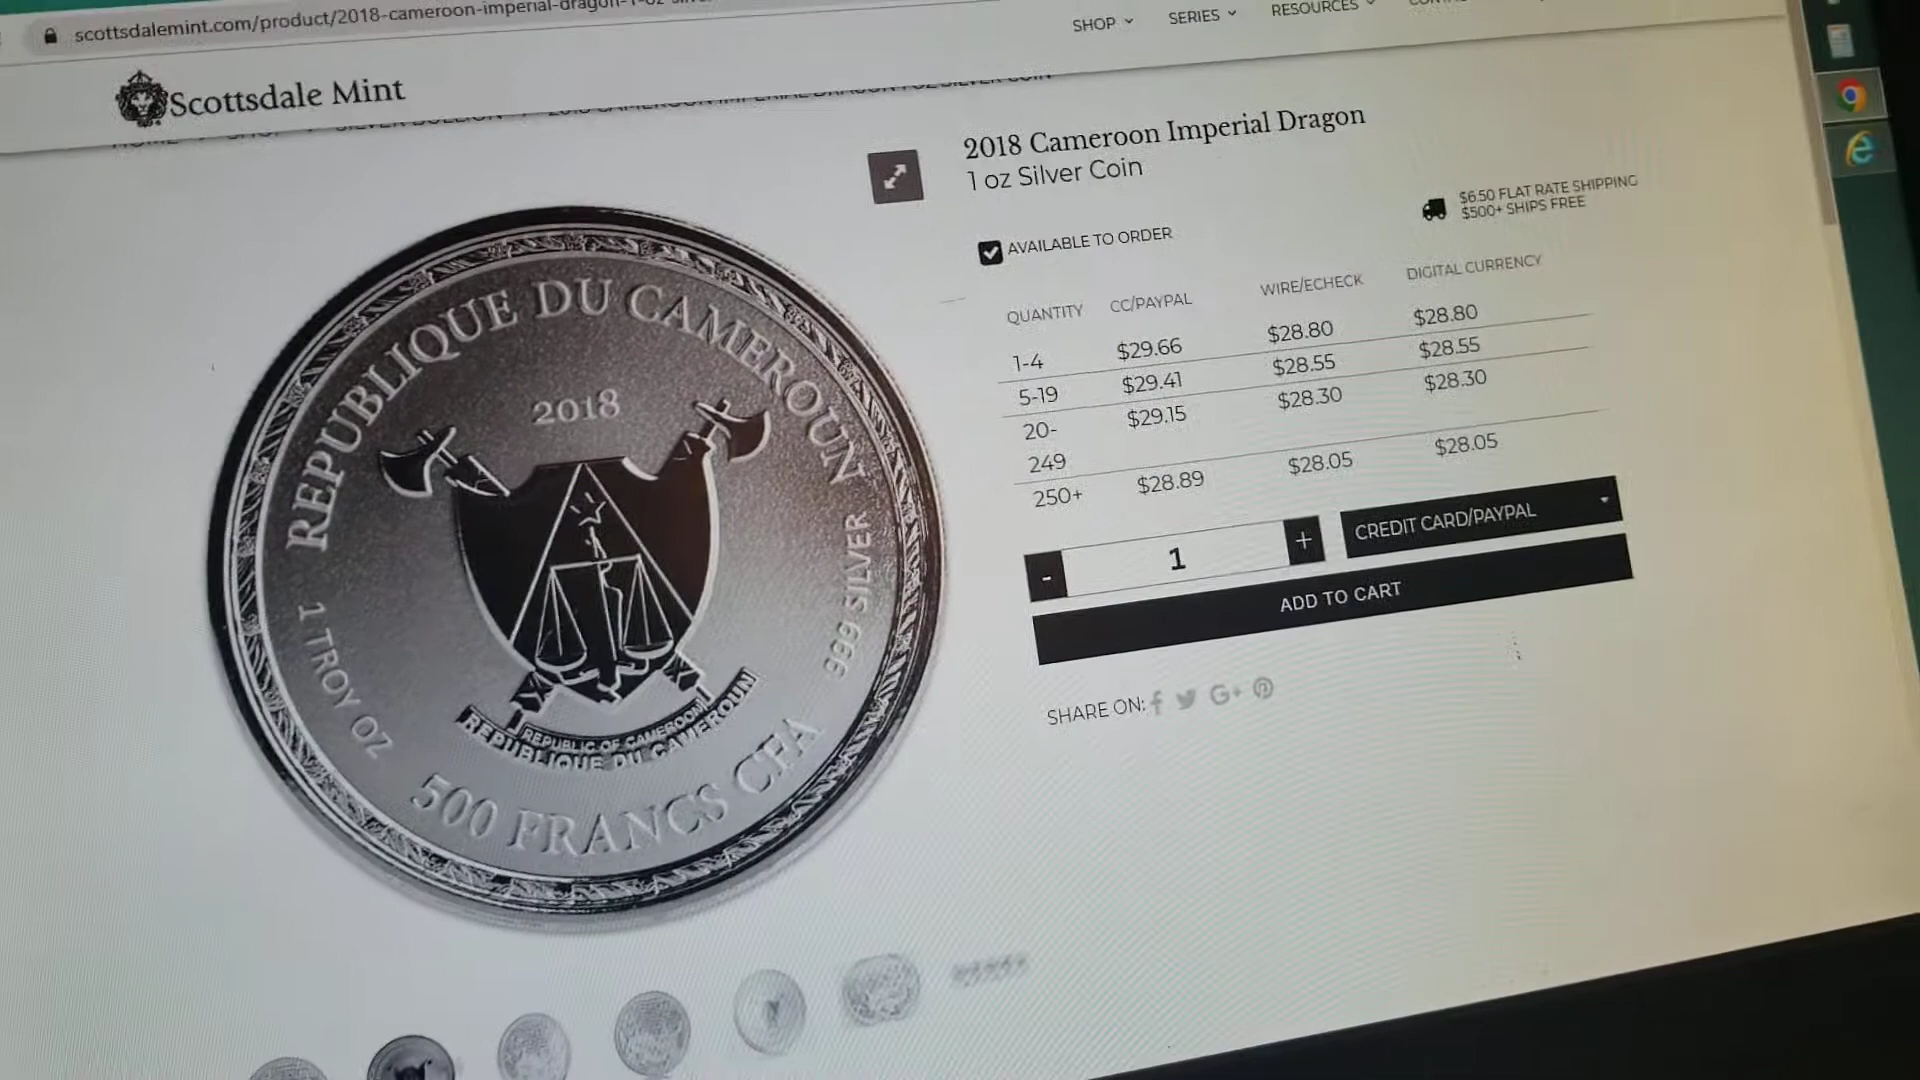 scottsdalemint.com/product/2018-cameroon-imperial-dragon-1-oz-silver
Scottsdale Mint
SHOP
SERIES
RESOURCES
2018 Cameroon Imperial Dragon
1 oz Silver Coin
$6.50 FLAT RATE SHIPPING
$500+ SHIPS FREE
AVAILABLE TO ORDER
QUANTITY CC/PAYPAL WIRE/ECHECK DIGITAL CURRENCY
1-4 $29.66 $28.80 $28.80
5-19 $29.41 $28.55 $28.55
20-
249 $29.15 $28.30 $28.30
250+ $28.89 $28.05 $28.05
- 1 + CREDIT CARD/PAYPAL
ADD TO CART
SHARE ON:
REPUBLIQUE DU CAMEROUN
2018
1 TROY OZ
999 SILVER
REPUBLIC OF CAMEROON
REPUBLIQUE DU CAMEROUN
500 FRANCS CFA